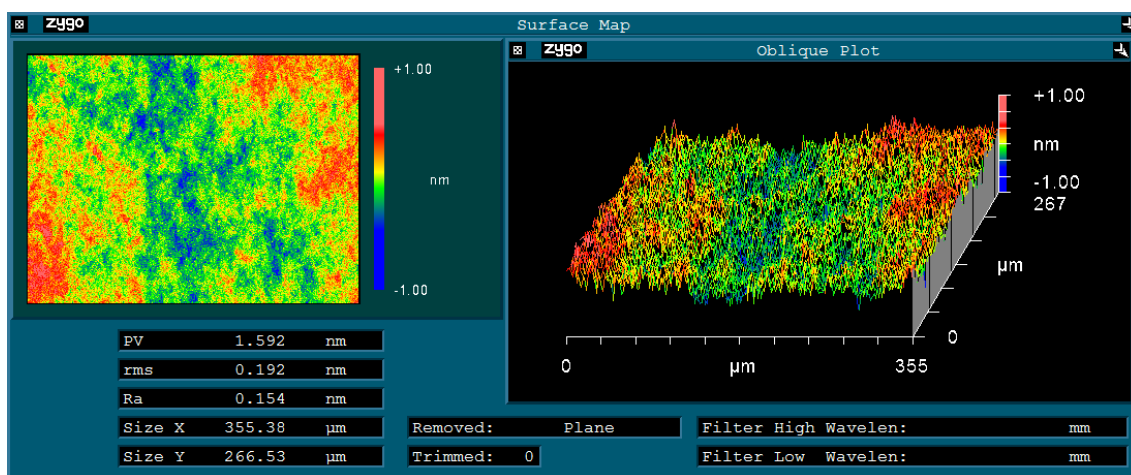 zygo Surface Map
+1.00
nm
-1.00
zygo Oblique Plot
+1.00
nm
-1.00
267
µm
0
0 µm 355
PV 1.592 nm
rms 0.192 nm
Ra 0.154 nm
Size X 355.38 µm
Size Y 266.53 µm
Removed: Plane
Trimmed: 0
Filter High Wavelen: mm
Filter Low Wavelen: mm